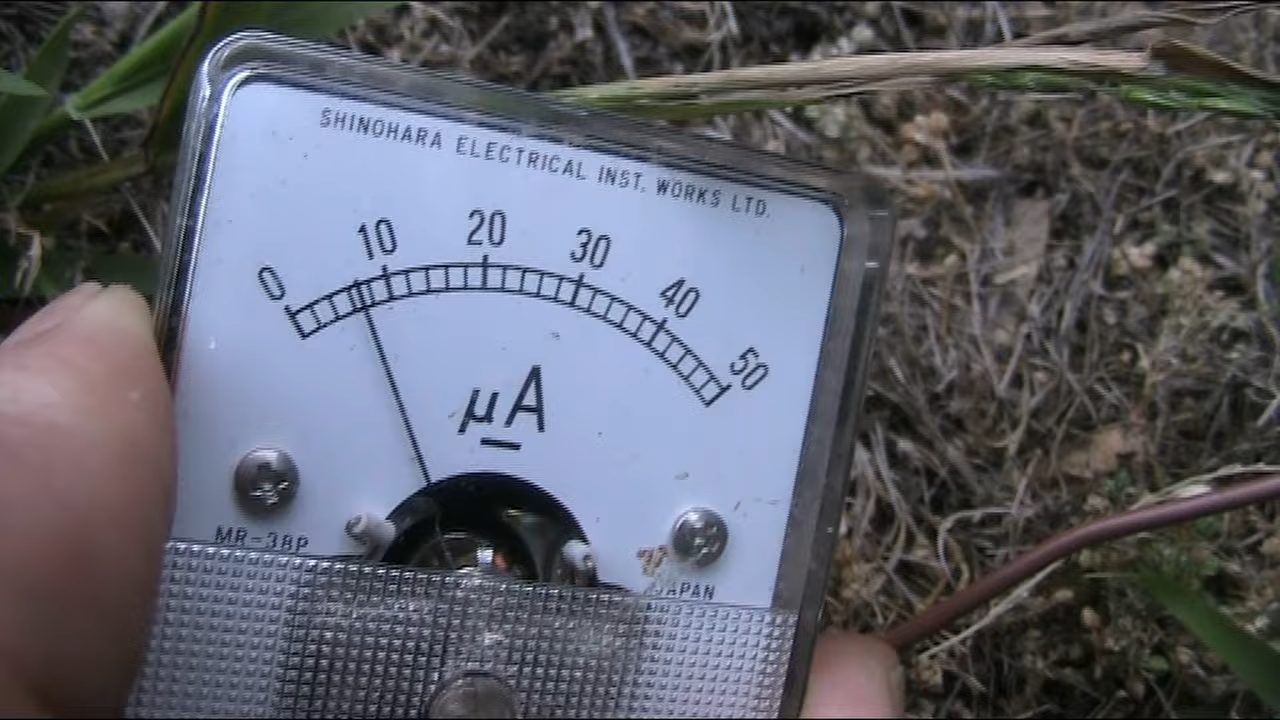 SHINOHARA ELECTRICAL INST. WORKS LTD.
0 10 20 30 40 50
µA
MR-38P
JAPAN